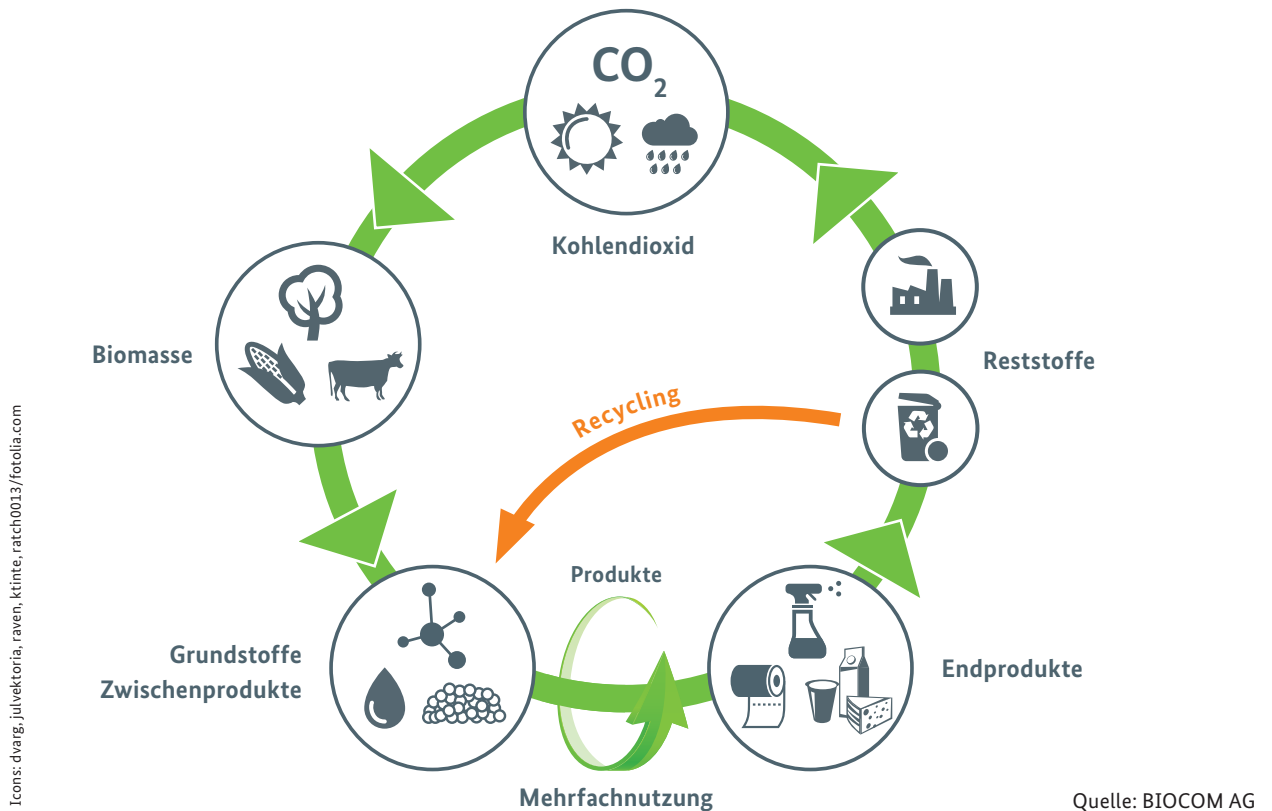 CO2
Kohlendioxid
Biomasse
Reststoffe
Recycling
Produkte
Grundstoffe
Zwischenprodukte
Endprodukte
Mehrfachnutzung
Quelle: BIOCOM AG
Icons: dvarg, julvektoria, raven, ktinte, ratch0013/fotolia.com